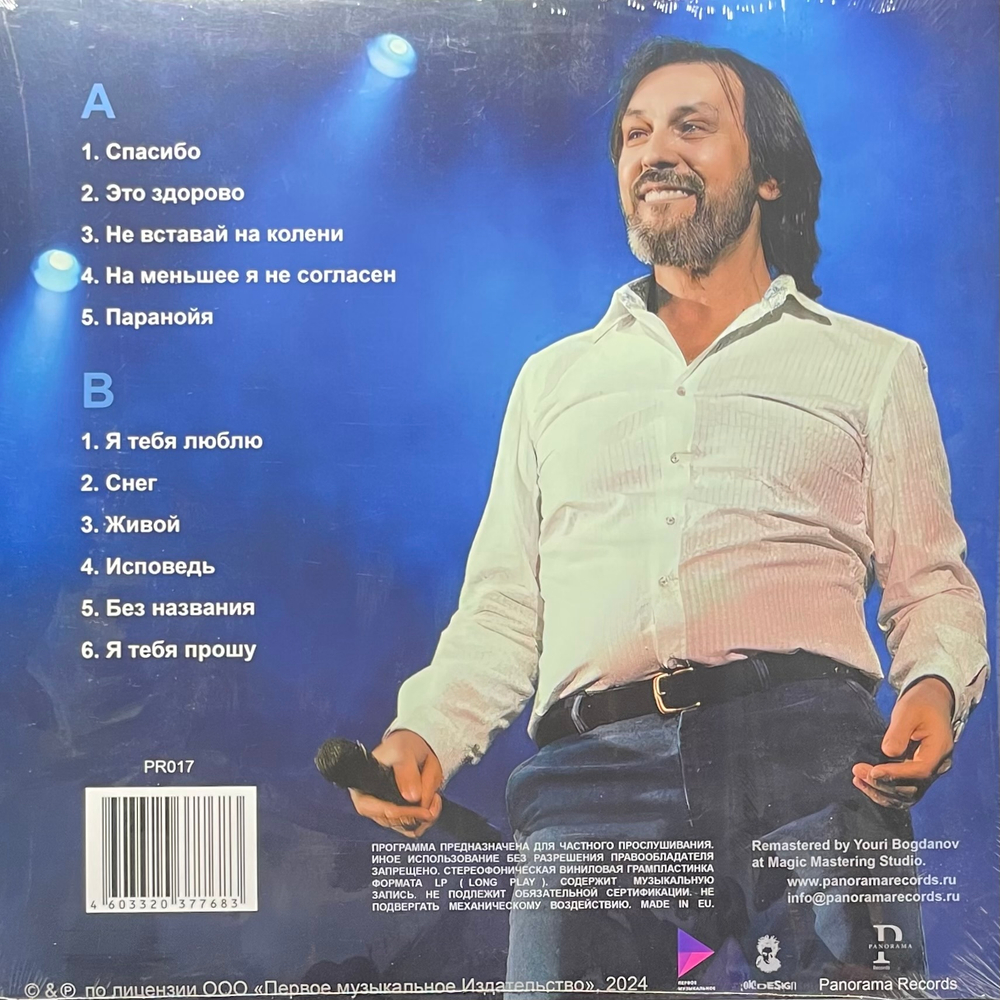 A
1. Спасибо
2. Это здорово
3. Не вставай на колени
4. На меньшее я не согласен
5. Паранойя
B
1. Я тебя люблю
2. Снег
3. Живой
4. Исповедь
5. Без названия
6. Я тебя прошу
PR017
4 603320 377683
ПРОГРАММА ПРЕДНАЗНАЧЕНА ДЛЯ ЧАСТНОГО ПРОСЛУШИВАНИЯ.
ИНОЕ ИСПОЛЬЗОВАНИЕ БЕЗ РАЗРЕШЕНИЯ ПРАВООБЛАДАТЕЛЯ
ЗАПРЕЩЕНО. СТЕРЕОФОНИЧЕСКАЯ ВИНИЛОВАЯ ГРАМПЛАСТИНКА
ФОРМАТА LP ( LONG PLAY ). СОДЕРЖИТ МУЗЫКАЛЬНУЮ
ЗАПИСЬ. НЕ ПОДЛЕЖИТ ОБЯЗАТЕЛЬНОЙ СЕРТИФИКАЦИИ. НЕ
ПОДВЕРГАТЬ МЕХАНИЧЕСКОМУ ВОЗДЕЙСТВИЮ. MADE IN EU.
Remastered by Youri Bogdanov
at Magic Mastering Studio.
www.panoramarecords.ru
info@panoramarecords.ru
ПЕРВОЕ
МУЗЫКАЛЬНОЕ
P
PANORAMA
Records
© & ℗ по лицензии ООО «Первое музыкальное Издательство», 2024
Panorama Records